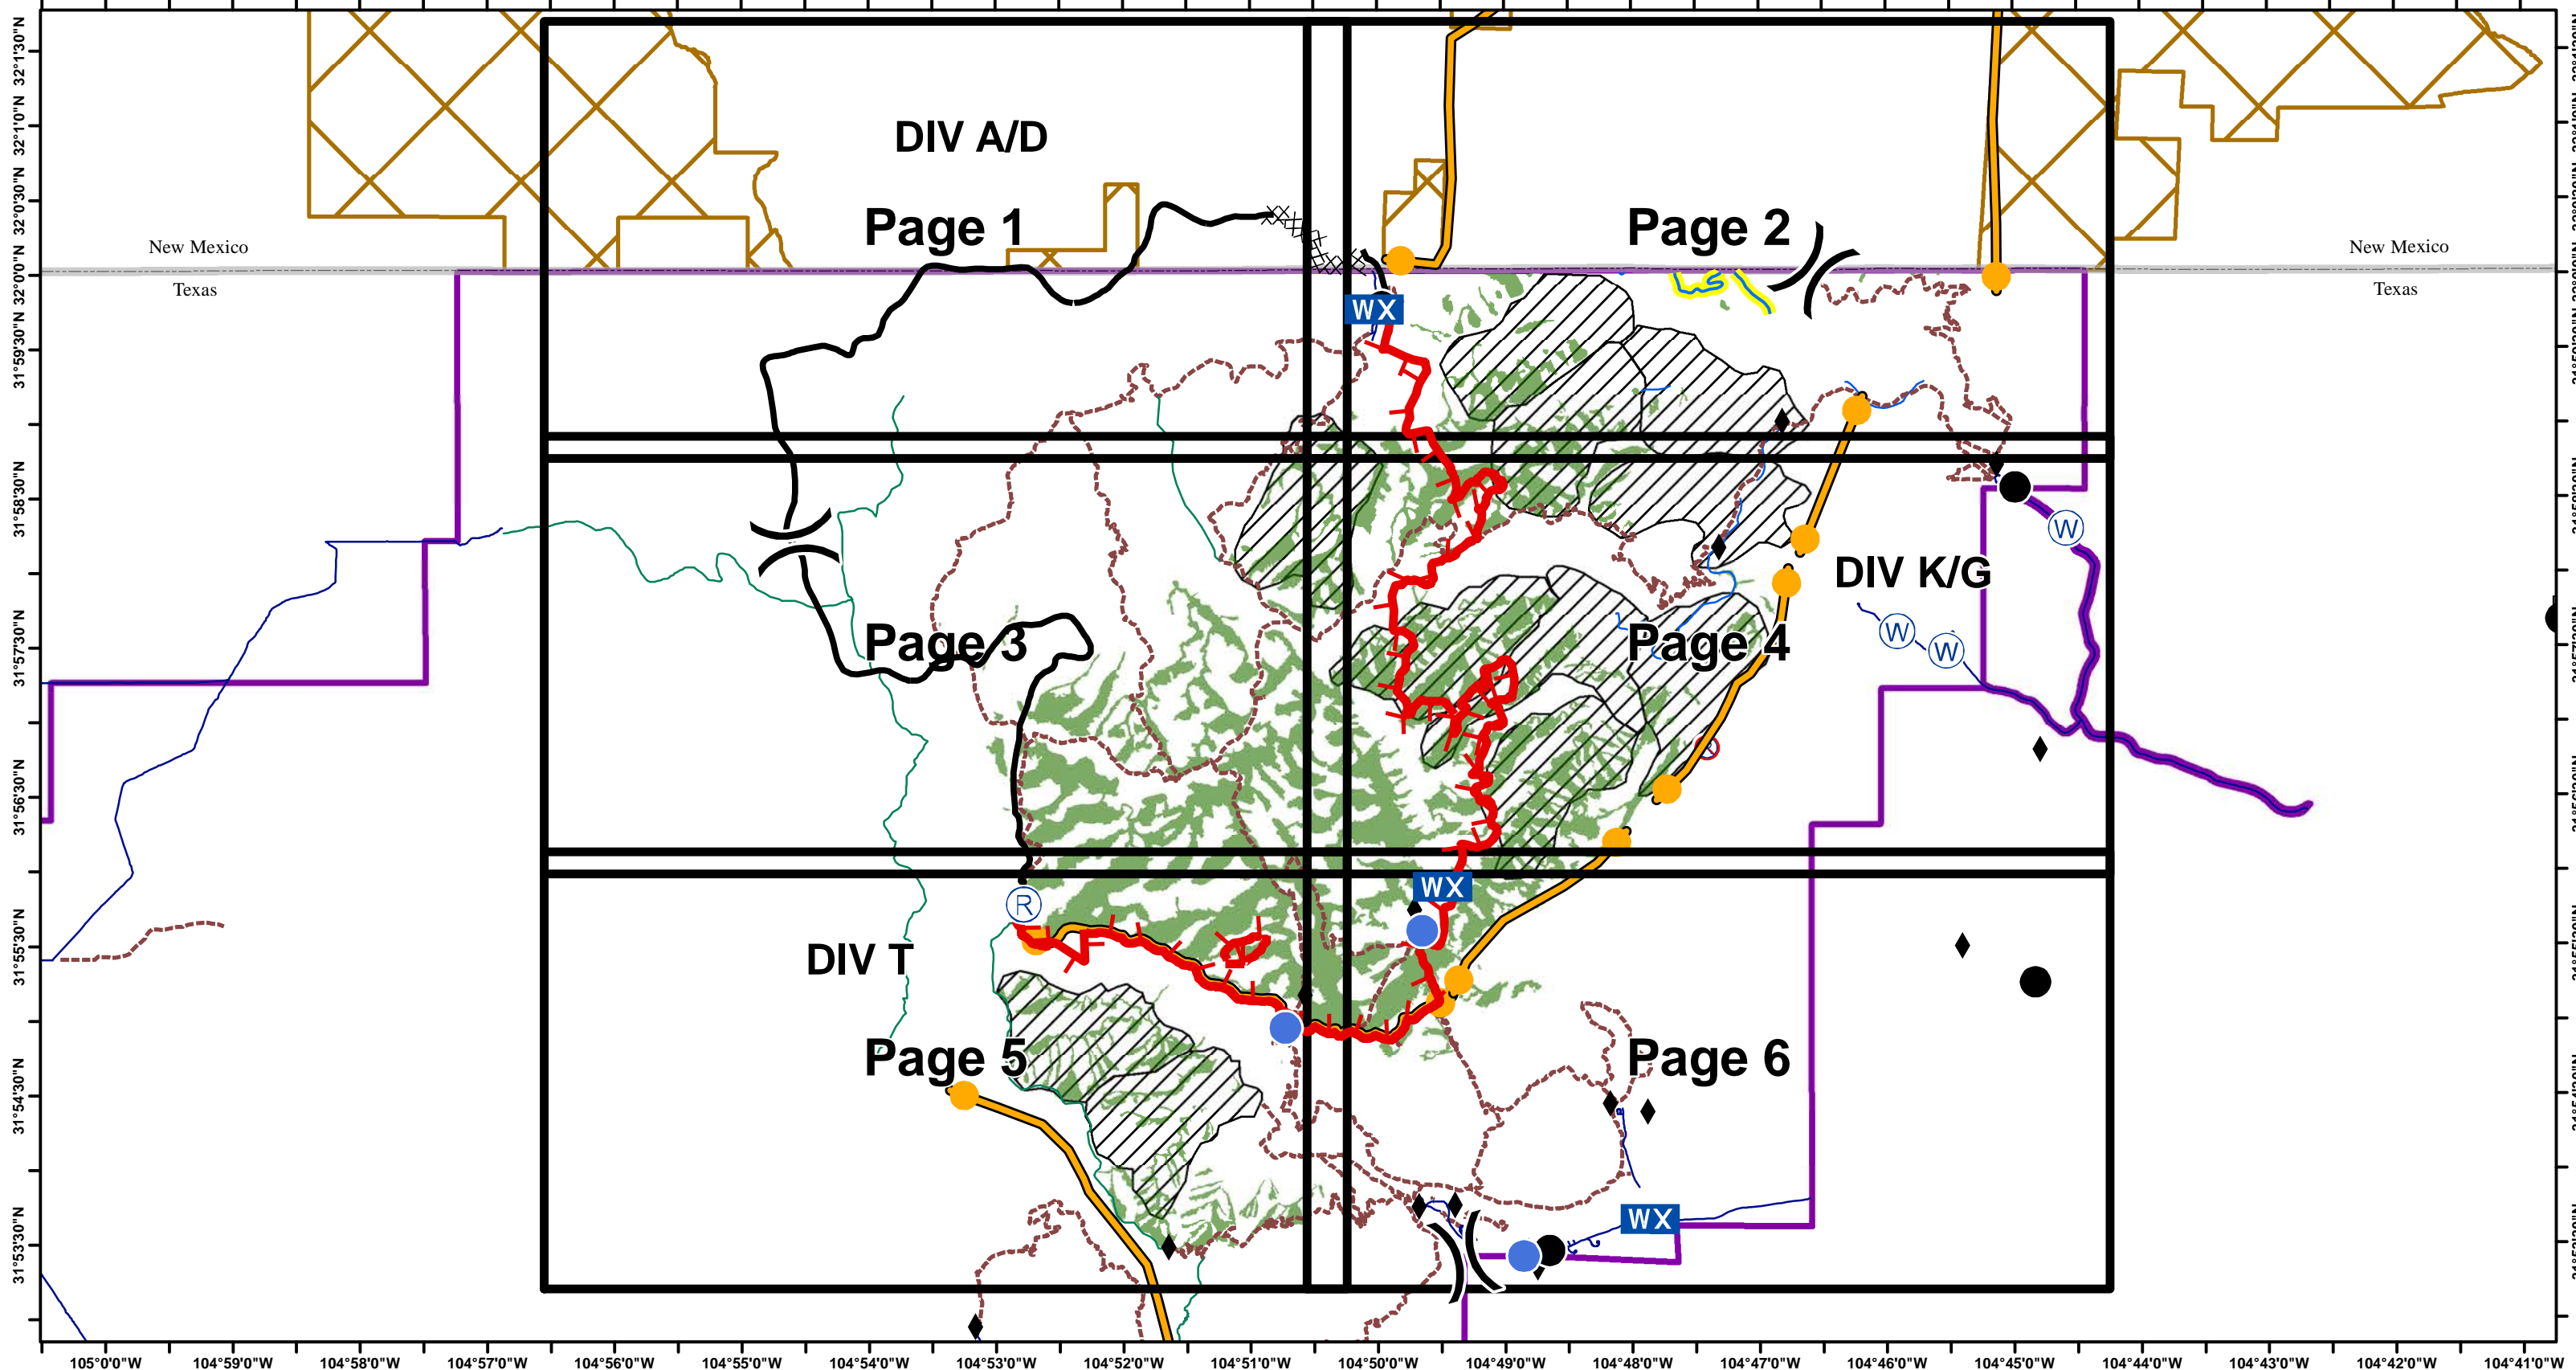 DIV A/D
Page 1
Page 2
New Mexico
New Mexico
Texas
Texas
WX
W
DIV K/G
W
W
Page 3
Page 4
WX
R
DIV T
Page 5
Page 6
WX
32°1'30"N
32°1'0"N
32°0'30"N
32°0'0"N
31°59'30"N
31°58'30"N
31°57'30"N
31°56'30"N
31°55'30"N
31°54'30"N
31°53'30"N
105°0'0"W 104°59'0"W 104°58'0"W 104°57'0"W 104°56'0"W 104°55'0"W 104°54'0"W 104°53'0"W 104°52'0"W 104°51'0"W 104°50'0"W 104°49'0"W 104°48'0"W 104°47'0"W 104°46'0"W 104°45'0"W 104°44'0"W 104°43'0"W 104°42'0"W 104°41'0"W